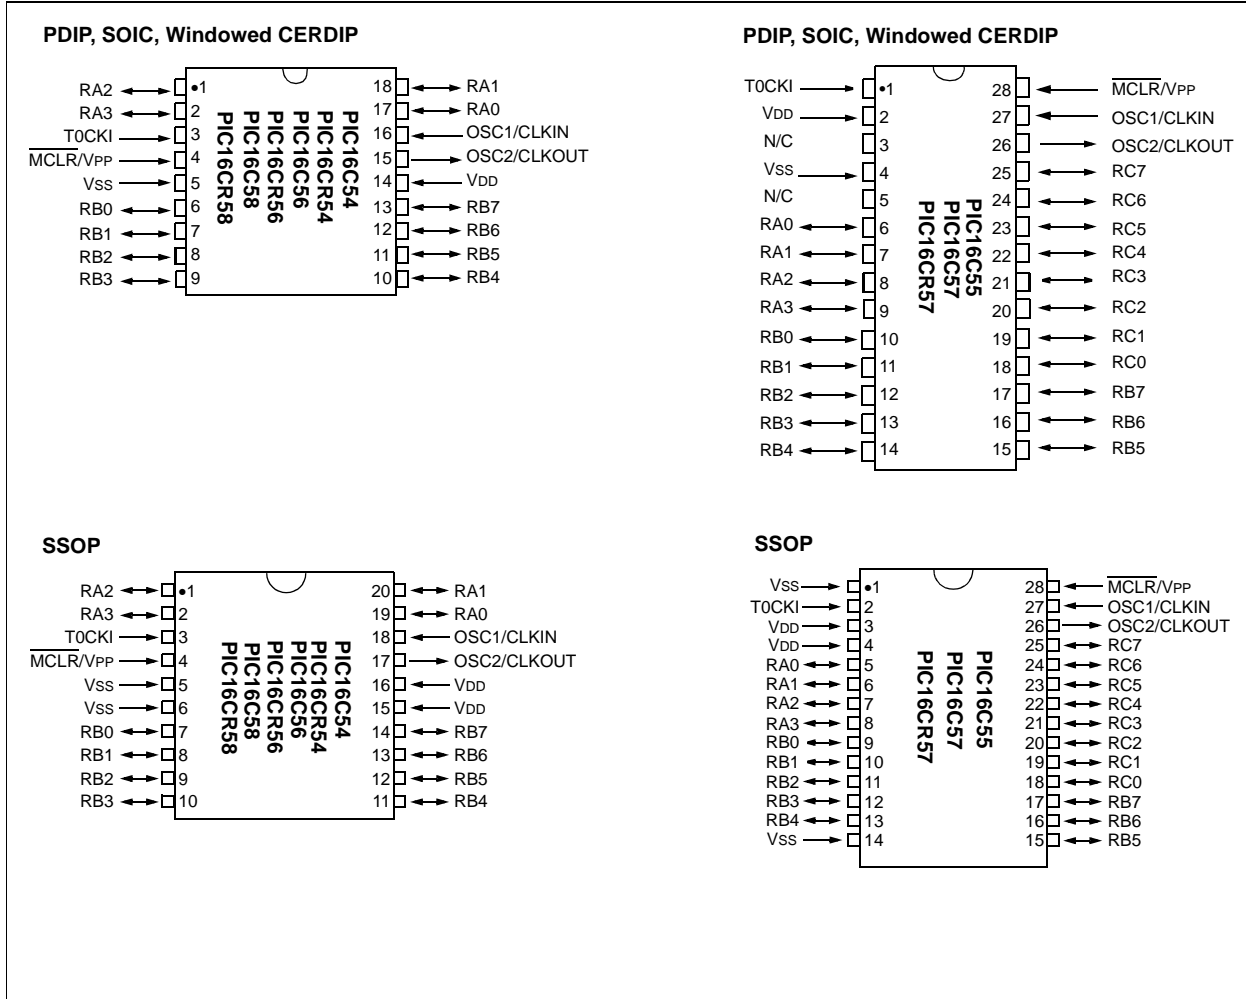 PDIP, SOIC, Windowed CERDIP
RA2 •1 18 RA1
RA3 2 17 RA0
T0CKI 3 16 OSC1/CLKIN
MCLR/VPP 4 15 OSC2/CLKOUT
VSS 5 14 VDD
RB0 6 13 RB7
RB1 7 12 RB6
RB2 8 11 RB5
RB3 9 10 RB4
PIC16C54
PIC16CR54
PIC16C56
PIC16CR56
PIC16C58
PIC16CR58
PDIP, SOIC, Windowed CERDIP
T0CKI •1 28 MCLR/VPP
VDD 2 27 OSC1/CLKIN
N/C 3 26 OSC2/CLKOUT
VSS 4 25 RC7
N/C 5 24 RC6
RA0 6 23 RC5
RA1 7 22 RC4
RA2 8 21 RC3
RA3 9 20 RC2
RB0 10 19 RC1
RB1 11 18 RC0
RB2 12 17 RB7
RB3 13 16 RB6
RB4 14 15 RB5
PIC16C55
PIC16C57
PIC16CR57
SSOP
RA2 •1 20 RA1
RA3 2 19 RA0
T0CKI 3 18 OSC1/CLKIN
MCLR/VPP 4 17 OSC2/CLKOUT
VSS 5 16 VDD
VSS 6 15 VDD
RB0 7 14 RB7
RB1 8 13 RB6
RB2 9 12 RB5
RB3 10 11 RB4
PIC16C54
PIC16CR54
PIC16C56
PIC16CR56
PIC16C58
PIC16CR58
SSOP
VSS •1 28 MCLR/VPP
T0CKI 2 27 OSC1/CLKIN
VDD 3 26 OSC2/CLKOUT
VDD 4 25 RC7
RA0 5 24 RC6
RA1 6 23 RC5
RA2 7 22 RC4
RA3 8 21 RC3
RB0 9 20 RC2
RB1 10 19 RC1
RB2 11 18 RC0
RB3 12 17 RB7
RB4 13 16 RB6
VSS 14 15 RB5
PIC16C55
PIC16C57
PIC16CR57